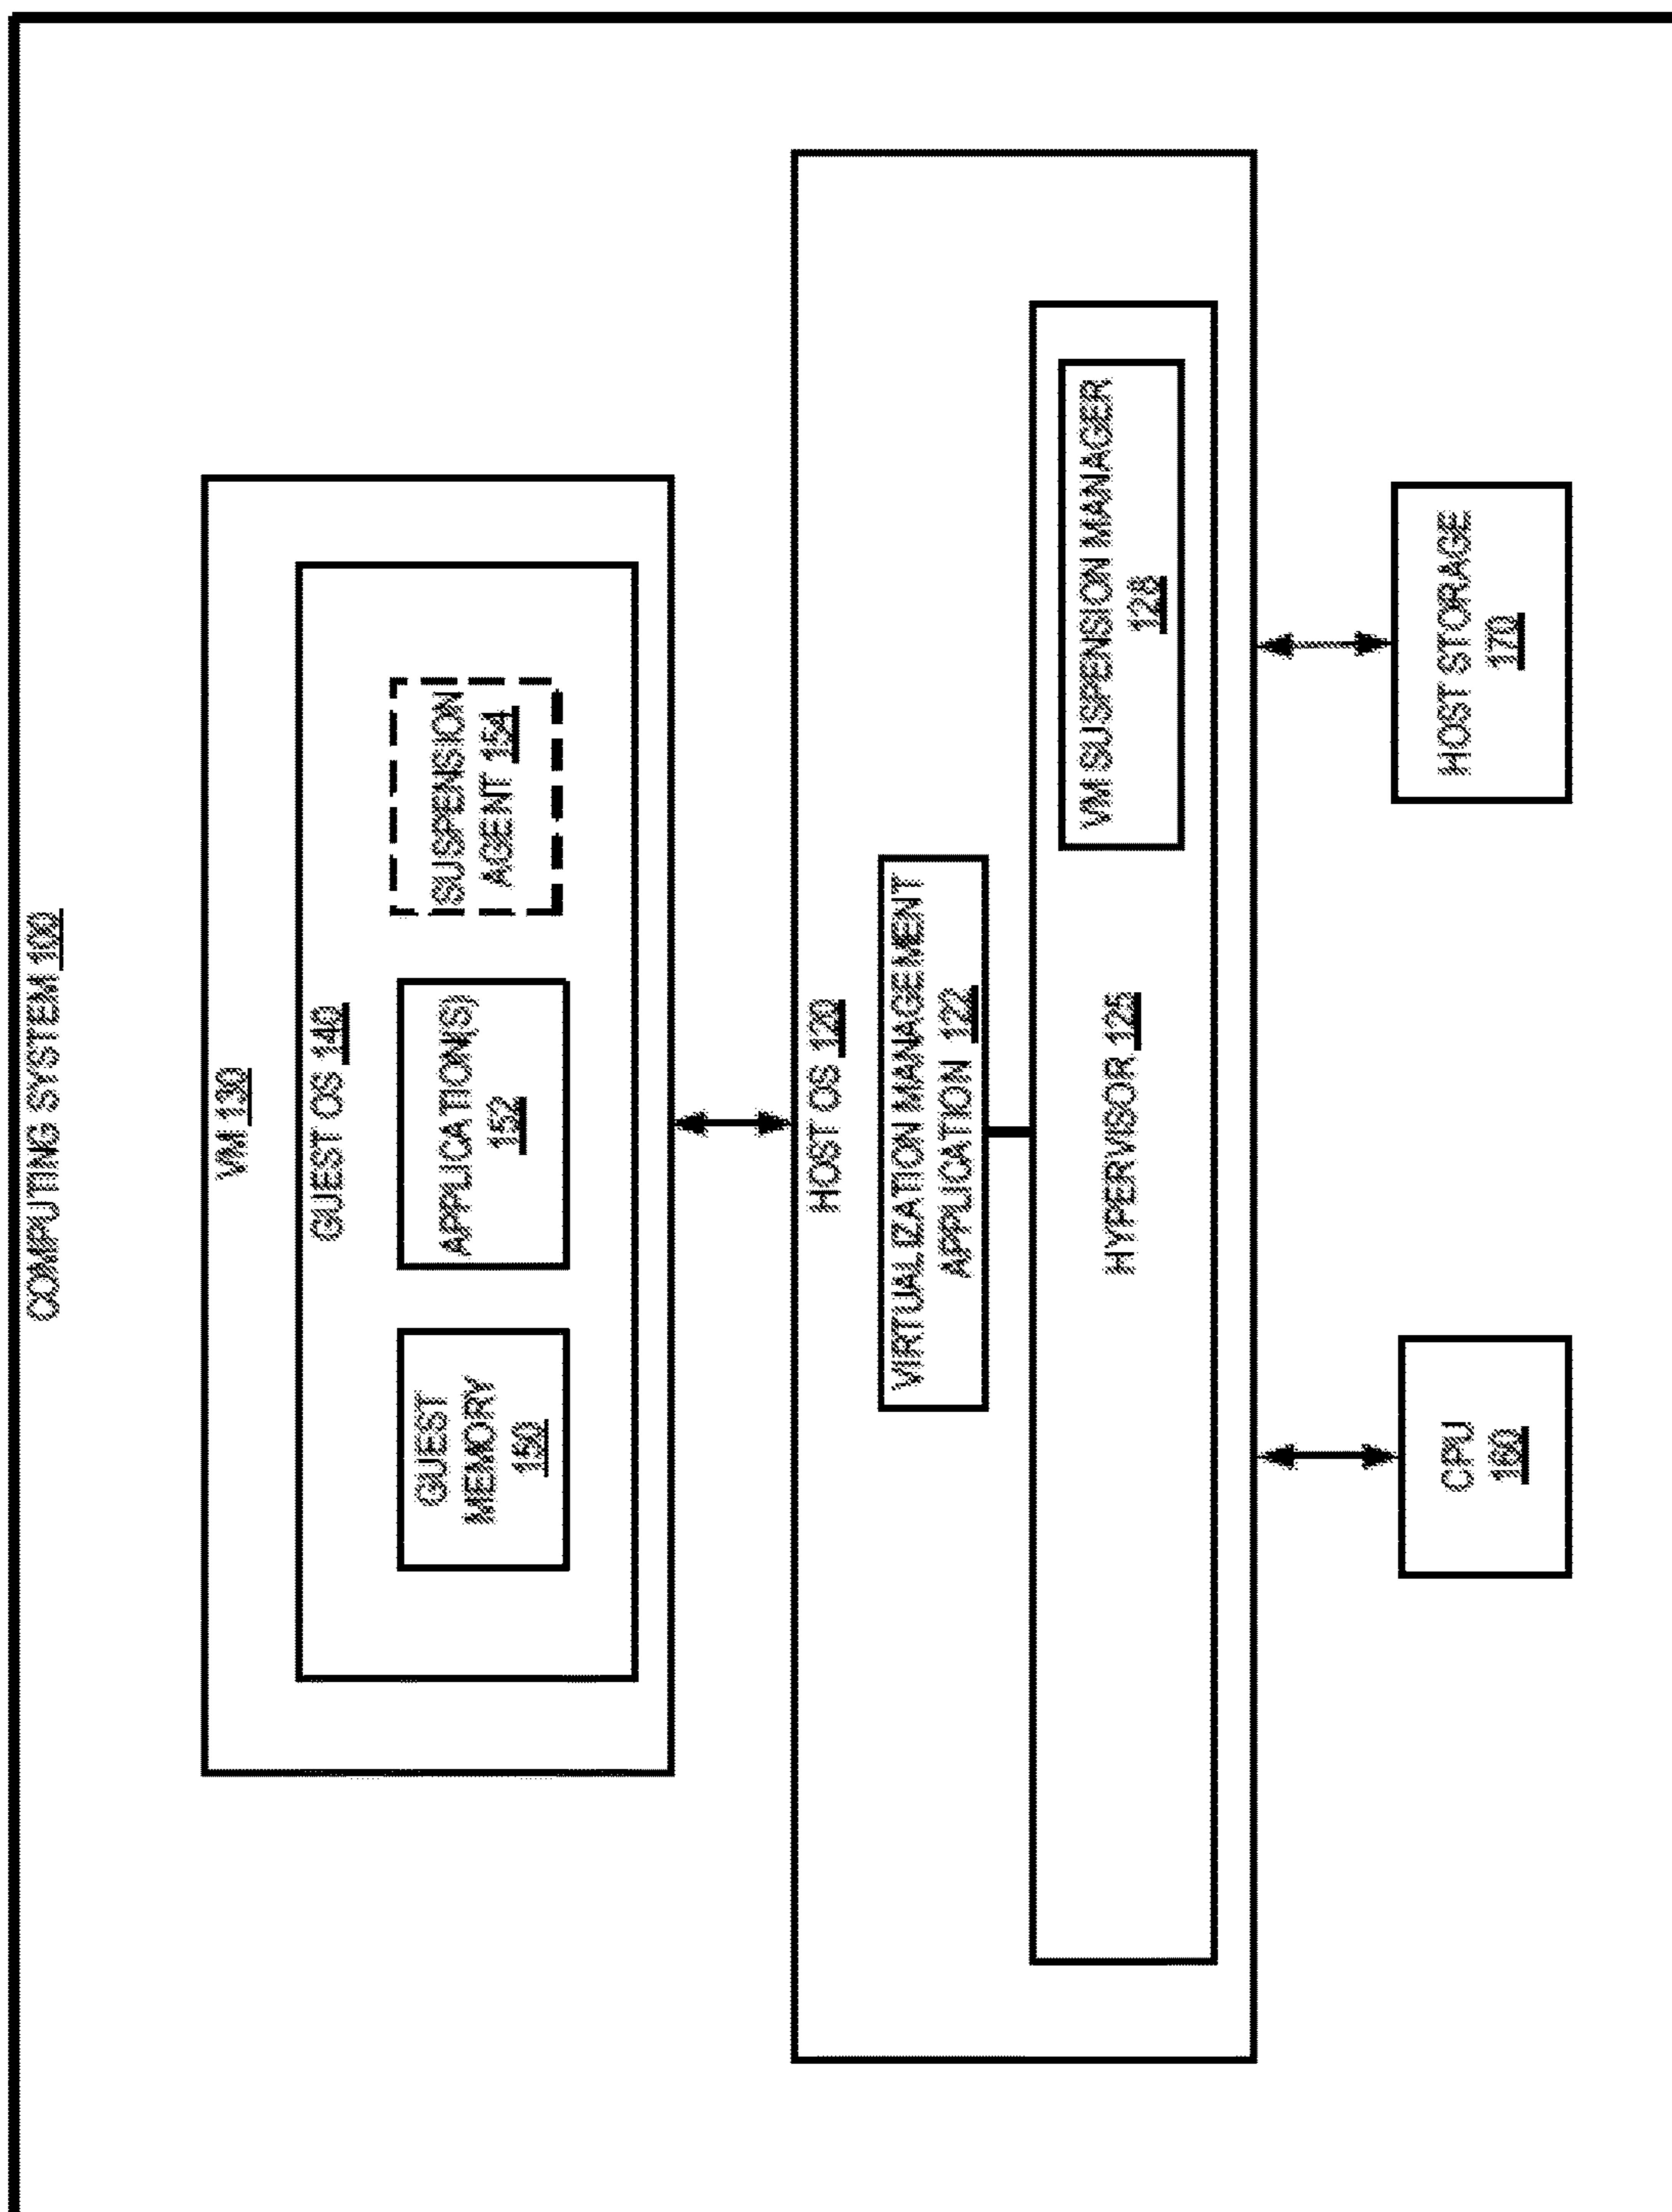 COMPUTING SYSTEM 100
VM 130
GUEST OS 140
GUEST
MEMORY
150
APPLICATION(S)
152
SUSPENSION
AGENT 154
HOST OS 120
VIRTUALIZATION MANAGEMENT
APPLICATION 122
HYPERVISOR 125
VM SUSPENSION MANAGER
128
CPU
160
HOST STORAGE
170